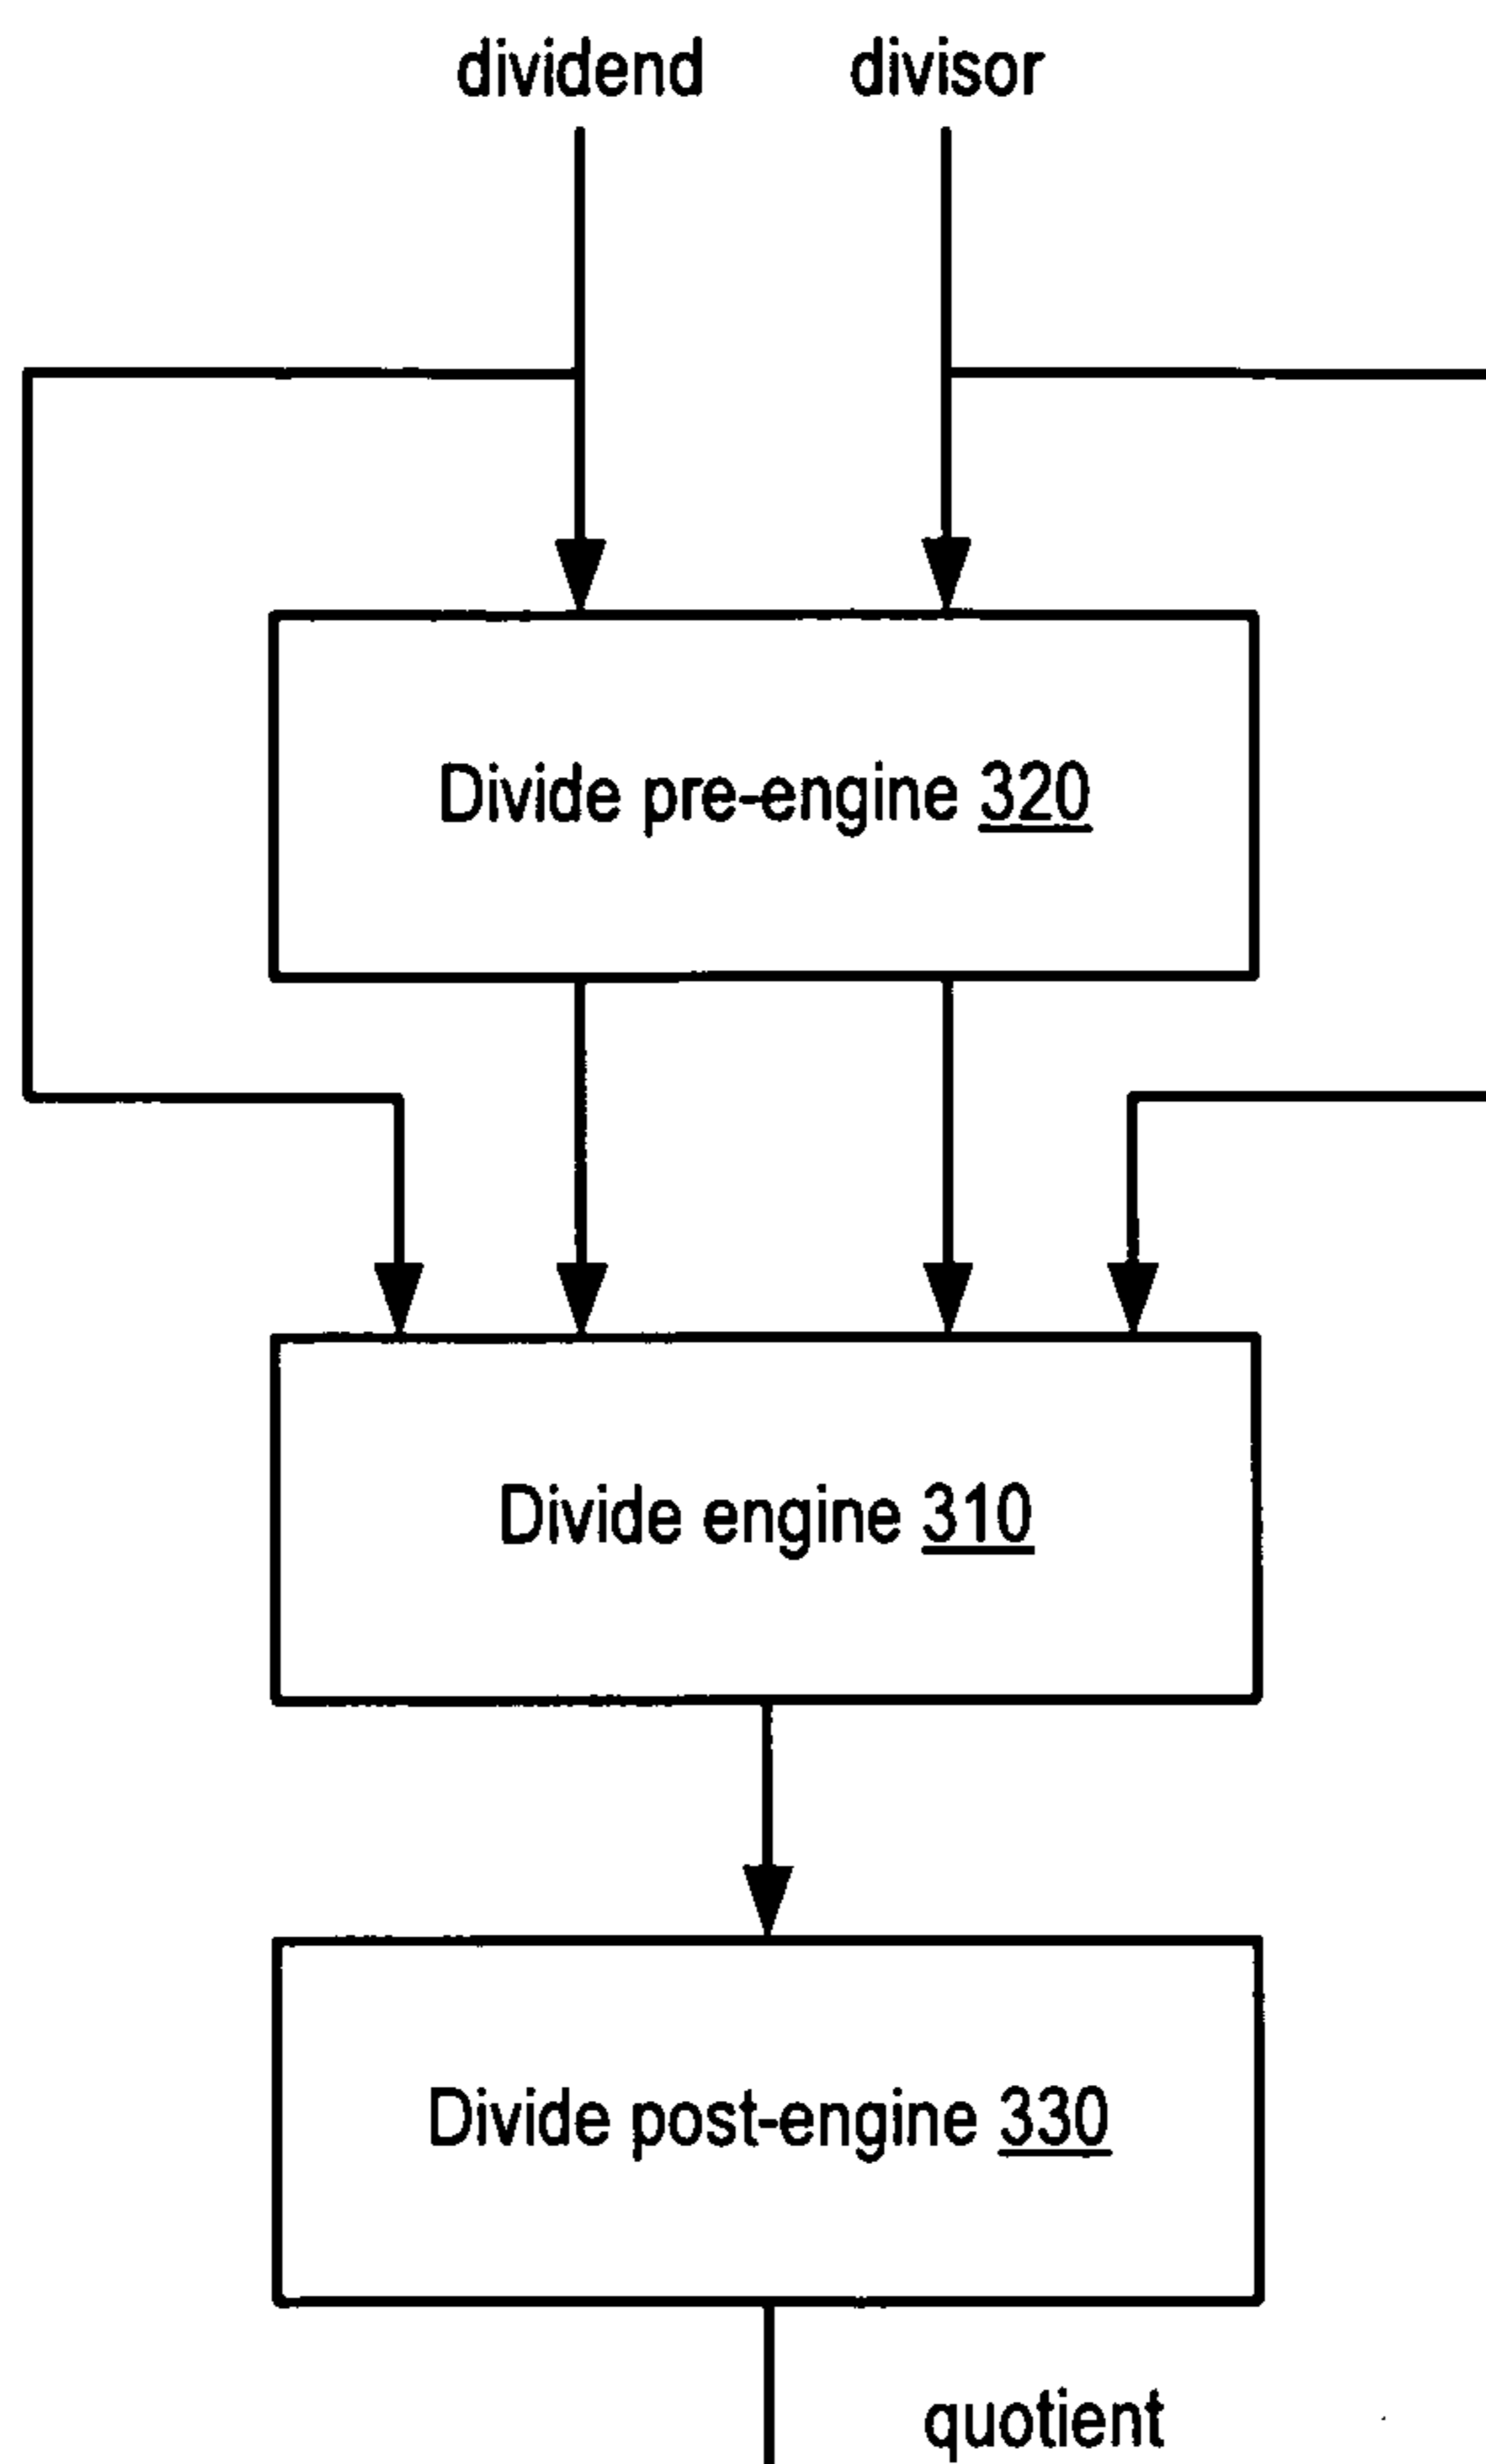 dividend divisor
Divide pre-engine 320
Divide engine 310
Divide post-engine 330
quotient